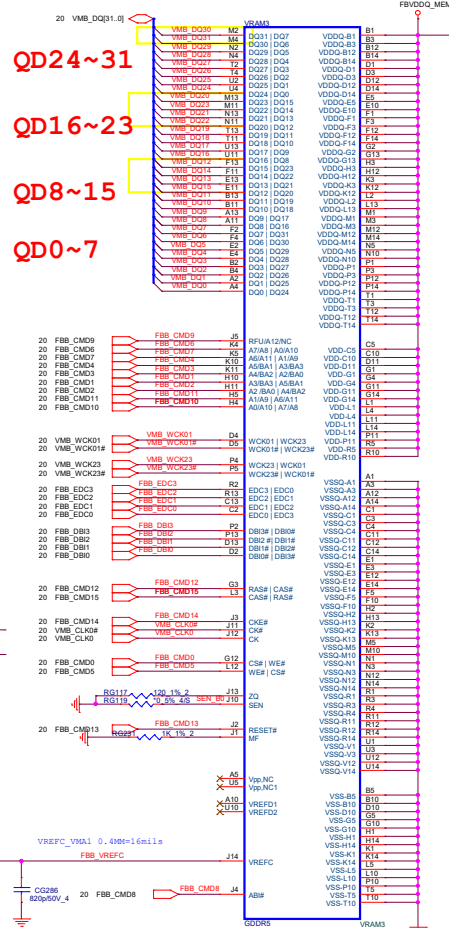 20 VMB_DQ[31..0]
VRAM3
FBVDDQ_MEM
QD24~31
QD16~23
QD8~15
QD0~7
VMB_DQ30 M2 DQ31 | DQ7
VMB_DQ31 M4 DQ30 | DQ6
VMB_DQ29 N2 DQ29 | DQ5
VMB_DQ28 N4 DQ28 | DQ4
VMB_DQ27 T2 DQ27 | DQ3
VMB_DQ26 T4 DQ26 | DQ2
VMB_DQ25 U2 DQ25 | DQ1
VMB_DQ24 U4 DQ24 | DQ0
VMB_DQ20 M13 DQ23 | DQ15
VMB_DQ23 M11 DQ22 | DQ14
VMB_DQ21 N13 DQ21 | DQ13
VMB_DQ22 N11 DQ20 | DQ12
VMB_DQ19 T13 DQ19 | DQ11
VMB_DQ18 T11 DQ18 | DQ10
VMB_DQ17 U13 DQ17 | DQ9
VMB_DQ16 U11 DQ16 | DQ8
VMB_DQ12 F13 DQ15 | DQ23
VMB_DQ14 F11 DQ14 | DQ22
VMB_DQ13 E13 DQ13 | DQ21
VMB_DQ15 E11 DQ12 | DQ20
VMB_DQ10 B13 DQ11 | DQ19
VMB_DQ11 B11 DQ10 | DQ18
VMB_DQ9 A13 DQ9 | DQ17
VMB_DQ8 A11 DQ8 | DQ16
VMB_DQ7 F2 DQ7 | DQ31
VMB_DQ6 F4 DQ6 | DQ30
VMB_DQ5 E2 DQ5 | DQ29
VMB_DQ4 E4 DQ4 | DQ28
VMB_DQ3 B2 DQ3 | DQ27
VMB_DQ2 B4 DQ2 | DQ26
VMB_DQ1 A2 DQ1 | DQ25
VMB_DQ0 A4 DQ0 | DQ24
20 FBB_CMD9 FBB_CMD9 J5 RFU/A12/NC
20 FBB_CMD6 FBB_CMD6 K4 A7/A8 | A0/A10
20 FBB_CMD7 FBB_CMD7 K5 A6/A11 | A1/A9
20 FBB_CMD4 FBB_CMD4 K10 A5/BA1 | A3/BA3
20 FBB_CMD3 FBB_CMD3 K11 A4/BA2 | A2/BA0
20 FBB_CMD1 FBB_CMD1 H10 A3/BA3 | A5/BA1
20 FBB_CMD2 FBB_CMD2 H11 A2 /BA0 | A4/BA2
20 FBB_CMD11 FBB_CMD11 H5 A1/A9 | A6/A11
20 FBB_CMD10 FBB_CMD10 H4 A0/A10 | A7/A8
20 VMB_WCK01 VMB_WCK01 D4 WCK01 | WCK23
20 VMB_WCK01# VMB_WCK01# D5 WCK01# | WCK23#
20 VMB_WCK23 VMB_WCK23 P4 WCK23 | WCK01
20 VMB_WCK23# VMB_WCK23# P5 WCK23# | WCK01#
20 FBB_EDC3 FBB_EDC3 R2 EDC3 | EDC0
20 FBB_EDC2 FBB_EDC2 R13 EDC2 | EDC1
20 FBB_EDC1 FBB_EDC1 C13 EDC1 | EDC2
20 FBB_EDC0 FBB_EDC0 C2 EDC0 | EDC3
20 FBB_DBI3 FBB_DBI3 P2 DBI3# | DBI0#
20 FBB_DBI2 FBB_DBI2 P13 DBI2# | DBI1#
20 FBB_DBI1 FBB_DBI1 D13 DBI1# | DBI2#
20 FBB_DBI0 FBB_DBI0 D2 DBI0# | DBI3#
20 FBB_CMD12 FBB_CMD12 G3 RAS# | CAS#
20 FBB_CMD15 FBB_CMD15 L3 CAS# | RAS#
20 FBB_CMD14 FBB_CMD14 J3 CKE#
20 VMB_CLK0# VMB_CLK0# J11 CK#
20 VMB_CLK0 VMB_CLK0 J12 CK
20 FBB_CMD0 FBB_CMD0 G12 CS# | WE#
20 FBB_CMD5 FBB_CMD5 L12 WE# | CS#
RG117 120_1%_2 J13 ZQ
RG119 *0_5%_4/S SEN_B0 J10 SEN
20 FBB_CMD13 FBB_CMD13 J2 RESET#
RG231 1K_1%_2 J1 MF
A5 Vpp,NC
U5 Vpp,NC1
A10 VREFD1
U10 VREFD2
VREFC_VMA1 0.4MM=16mils
FBB_VREFC J14 VREFC
CG286
820p/50V_4
20 FBB_CMD8 FBB_CMD8 J4 ABI#
GDDR5
VDDQ-B1 B1
VDDQ-B3 B3
VDDQ-B12 B12
VDDQ-B14 B14
VDDQ-D1 D1
VDDQ-D3 D3
VDDQ-D12 D12
VDDQ-D14 D14
VDDQ-E5 E5
VDDQ-E10 E10
VDDQ-F1 F1
VDDQ-F3 F3
VDDQ-F12 F12
VDDQ-F14 F14
VDDQ-G2 G2
VDDQ-G13 G13
VDDQ-H3 H3
VDDQ-H12 H12
VDDQ-K3 K3
VDDQ-K12 K12
VDDQ-L2 L2
VDDQ-L13 L13
VDDQ-M1 M1
VDDQ-M3 M3
VDDQ-M12 M12
VDDQ-M14 M14
VDDQ-N5 N5
VDDQ-N10 N10
VDDQ-P1 P1
VDDQ-P3 P3
VDDQ-P12 P12
VDDQ-P14 P14
VDDQ-T1 T1
VDDQ-T3 T3
VDDQ-T12 T12
VDDQ-T14 T14
VDD-C5 C5
VDD-C10 C10
VDD-D11 D11
VDD-G1 G1
VDD-G4 G4
VDD-G11 G11
VDD-G14 G14
VDD-L1 L1
VDD-L4 L4
VDD-L11 L11
VDD-L14 L14
VDD-P11 P11
VDD-R5 R5
VDD-R10 R10
VSSQ-A1 A1
VSSQ-A3 A3
VSSQ-A12 A12
VSSQ-A14 A14
VSSQ-C1 C1
VSSQ-C3 C3
VSSQ-C4 C4
VSSQ-C11 C11
VSSQ-C12 C12
VSSQ-C14 C14
VSSQ-E1 E1
VSSQ-E3 E3
VSSQ-E12 E12
VSSQ-E14 E14
VSSQ-F5 F5
VSSQ-F10 F10
VSSQ-H2 H2
VSSQ-H13 H13
VSSQ-K2 K2
VSSQ-K13 K13
VSSQ-M5 M5
VSSQ-M10 M10
VSSQ-N1 N1
VSSQ-N3 N3
VSSQ-N12 N12
VSSQ-N14 N14
VSSQ-R1 R1
VSSQ-R3 R3
VSSQ-R4 R4
VSSQ-R11 R11
VSSQ-R12 R12
VSSQ-R14 R14
VSSQ-V1 U1
VSSQ-V3 U3
VSSQ-V12 U12
VSSQ-V14 U14
VSS-B5 B5
VSS-B10 B10
VSS-D10 D10
VSS-G5 G5
VSS-G10 G10
VSS-H1 H1
VSS-H14 H14
VSS-K1 K1
VSS-K14 K14
VSS-L5 L5
VSS-L10 L10
VSS-P10 P10
VSS-T5 T5
VSS-T10 T10
VRAM3